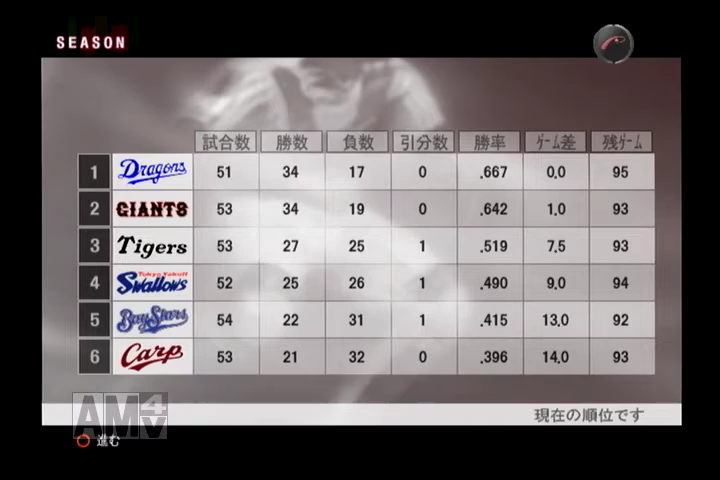 SEASON
試合数 勝数 負数 引分数 勝率 ｹﾞｰﾑ差 残ｹﾞｰﾑ
1 Dragons 51 34 17 0 .667 0.0 95
2 GIANTS 53 34 19 0 .642 1.0 93
3 Tigers 53 27 25 1 .519 7.5 93
4 Tokyo Yakult Swallows 52 25 26 1 .490 9.0 94
5 BayStars 54 22 31 1 .415 13.0 92
6 Carp 53 21 32 0 .396 14.0 93
現在の順位です
AM4V
進む